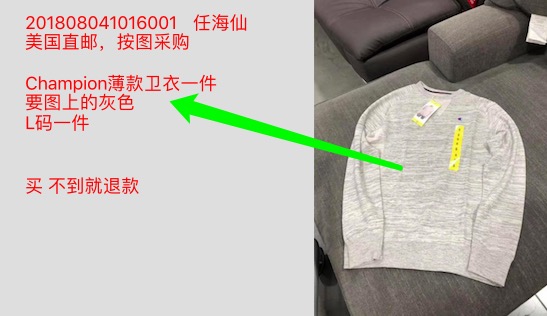 201808041016001 任海仙
美国直邮，按图采购
Champion薄款卫衣一件
要图上的灰色
L码一件
买 不到就退款